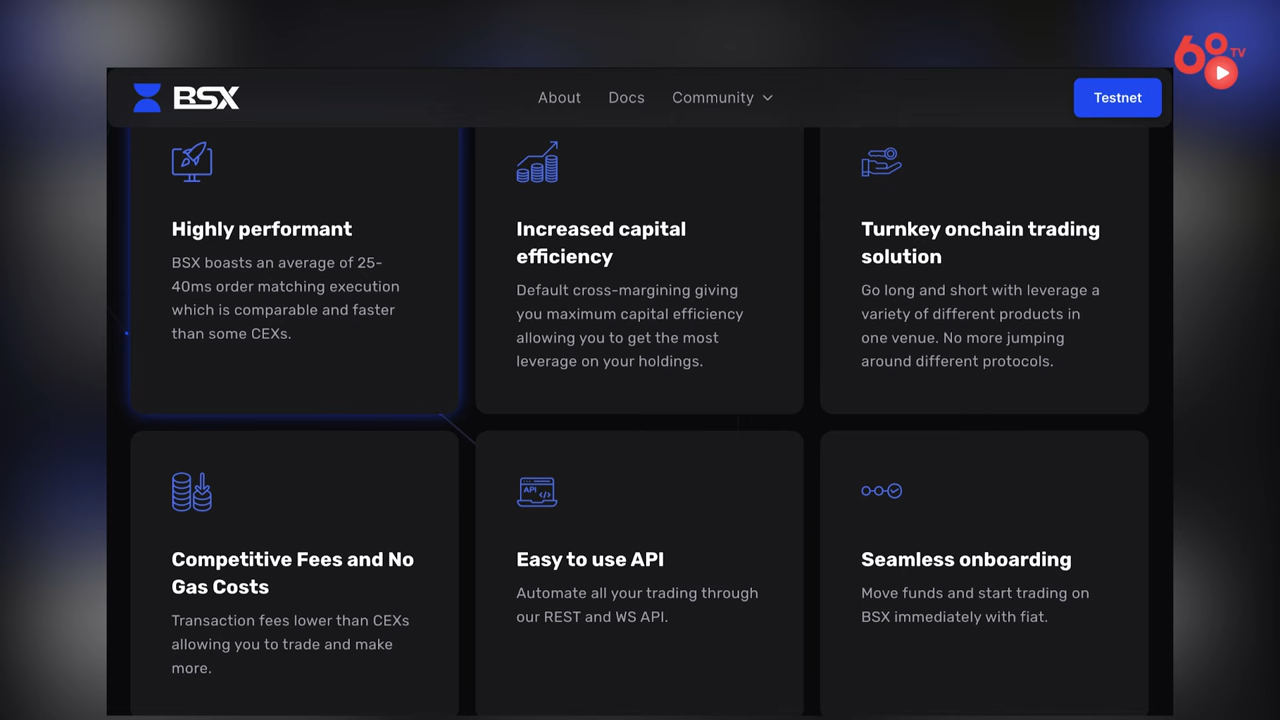 68
TV
BSX
About
Docs
Community
Testnet
Highly performant
BSX boasts an average of 25-
40ms order matching execution
which is comparable and faster
than some CEXs.
Increased capital
efficiency
Default cross-margining giving
you maximum capital efficiency
allowing you to get the most
leverage on your holdings.
Turnkey onchain trading
solution
Go long and short with leverage a
variety of different products in
one venue. No more jumping
around different protocols.
Competitive Fees and No
Gas Costs
Transaction fees lower than CEXs
allowing you to trade and make
more.
API
Easy to use API
Automate all your trading through
our REST and WS API.
Seamless onboarding
Move funds and start trading on
BSX immediately with fiat.